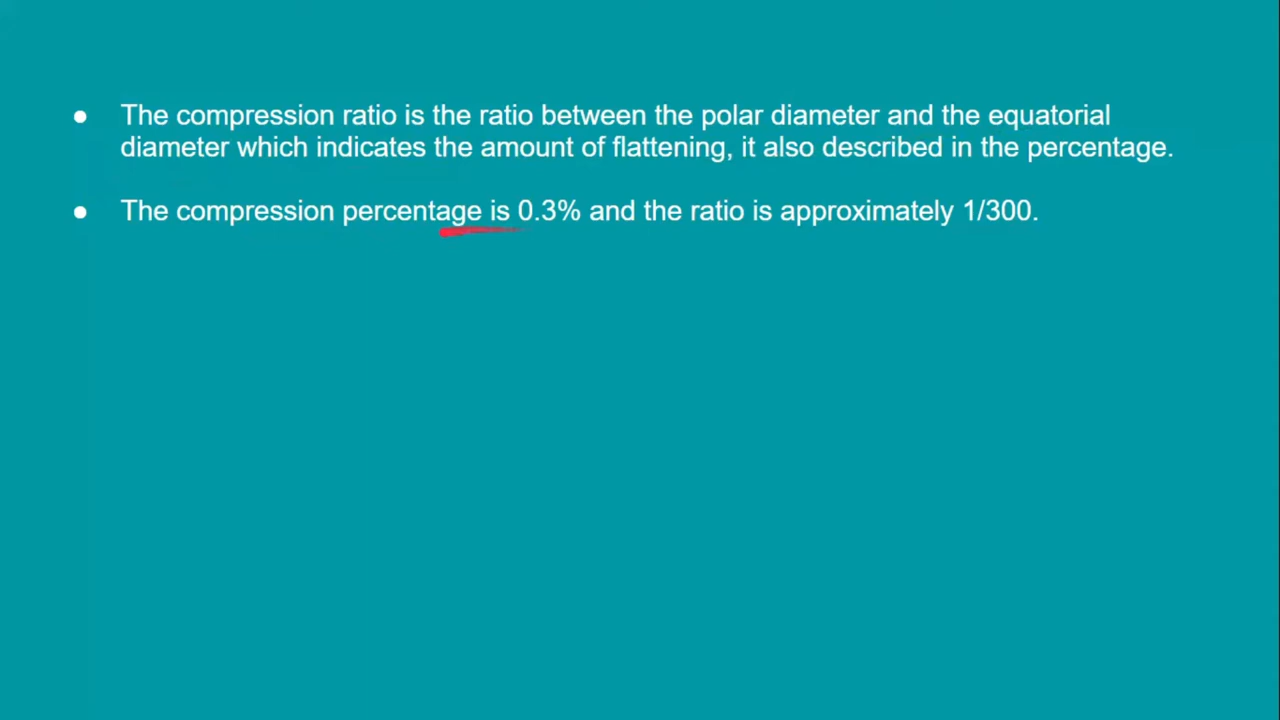 ● The compression ratio is the ratio between the polar diameter and the equatorial
diameter which indicates the amount of flattening, it also described in the percentage.
● The compression percentage is 0.3% and the ratio is approximately 1/300.